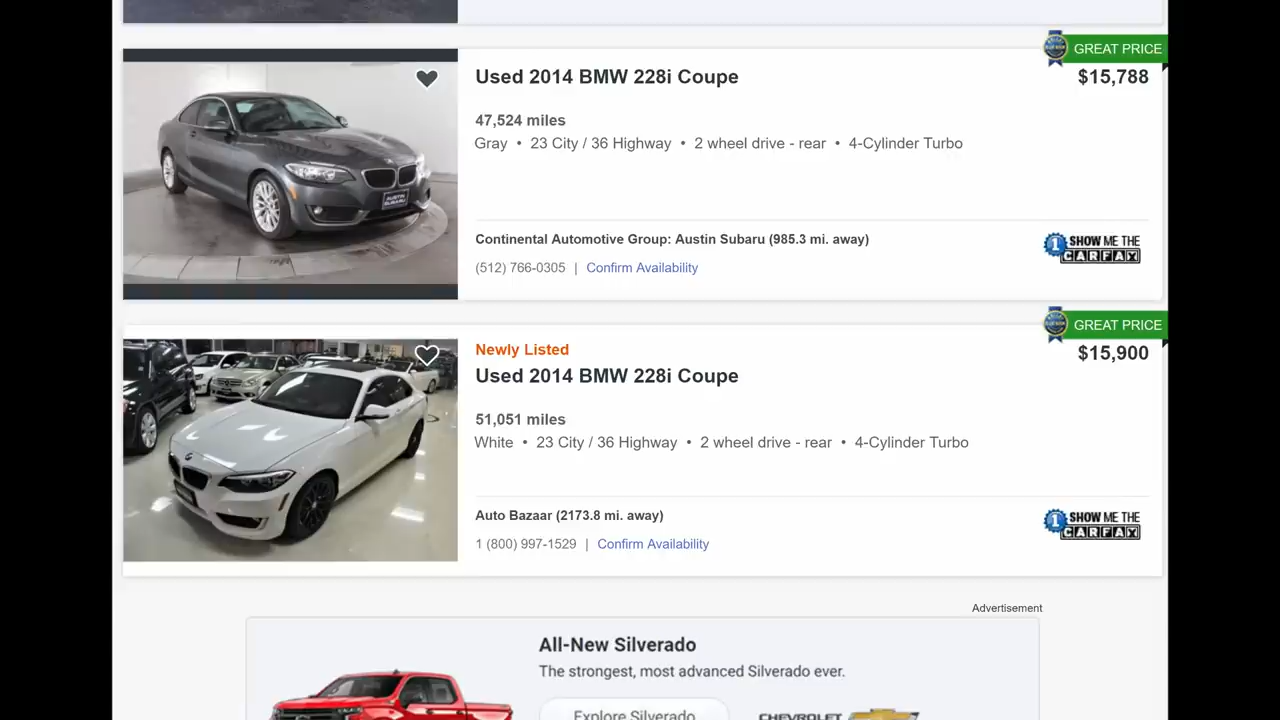 GREAT PRICE
Used 2014 BMW 228i Coupe
$15,788
47,524 miles
Gray • 23 City / 36 Highway • 2 wheel drive - rear • 4-Cylinder Turbo
AUSTIN
SUBARU
Continental Automotive Group: Austin Subaru (985.3 mi. away)
(512) 766-0305 | Confirm Availability
1 SHOW ME THE
CARFAX
GREAT PRICE
Newly Listed
$15,900
Used 2014 BMW 228i Coupe
51,051 miles
White • 23 City / 36 Highway • 2 wheel drive - rear • 4-Cylinder Turbo
Auto Bazaar (2173.8 mi. away)
1 (800) 997-1529 | Confirm Availability
1 SHOW ME THE
CARFAX
Advertisement
All-New Silverado
The strongest, most advanced Silverado ever.
Explore Silverado
CHEVROLET